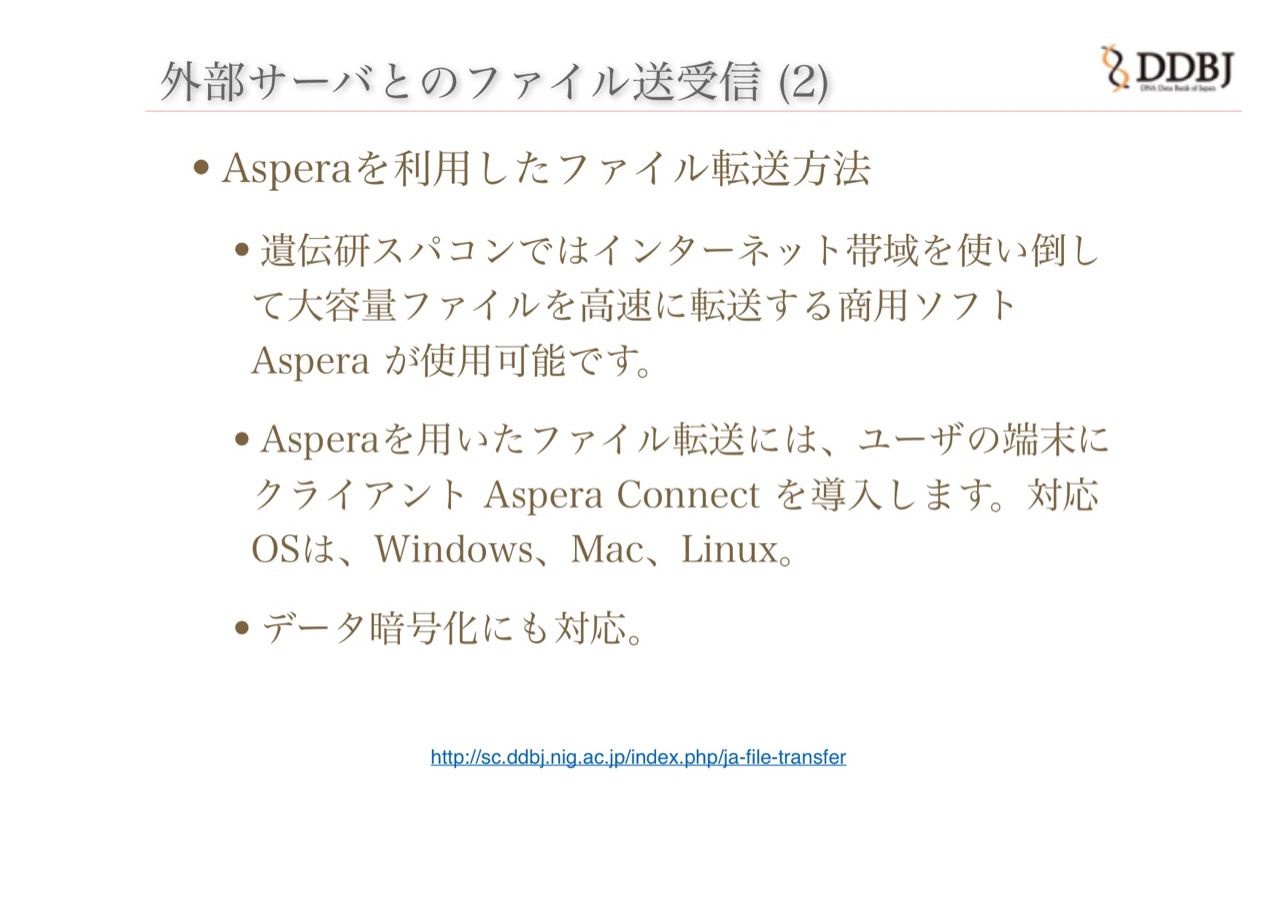 外部サーバとのファイル送受信 (2)
DDBJ
DNA Data Bank of Japan
• Asperaを利用したファイル転送方法
• 遺伝研スパコンではインターネット帯域を使い倒し
て大容量ファイルを高速に転送する商用ソフト
Aspera が使用可能です。
• Asperaを用いたファイル転送には、ユーザの端末に
クライアント Aspera Connect を導入します。対応
OSは、Windows、Mac、Linux。
• データ暗号化にも対応。
http://sc.ddbj.nig.ac.jp/index.php/ja-file-transfer